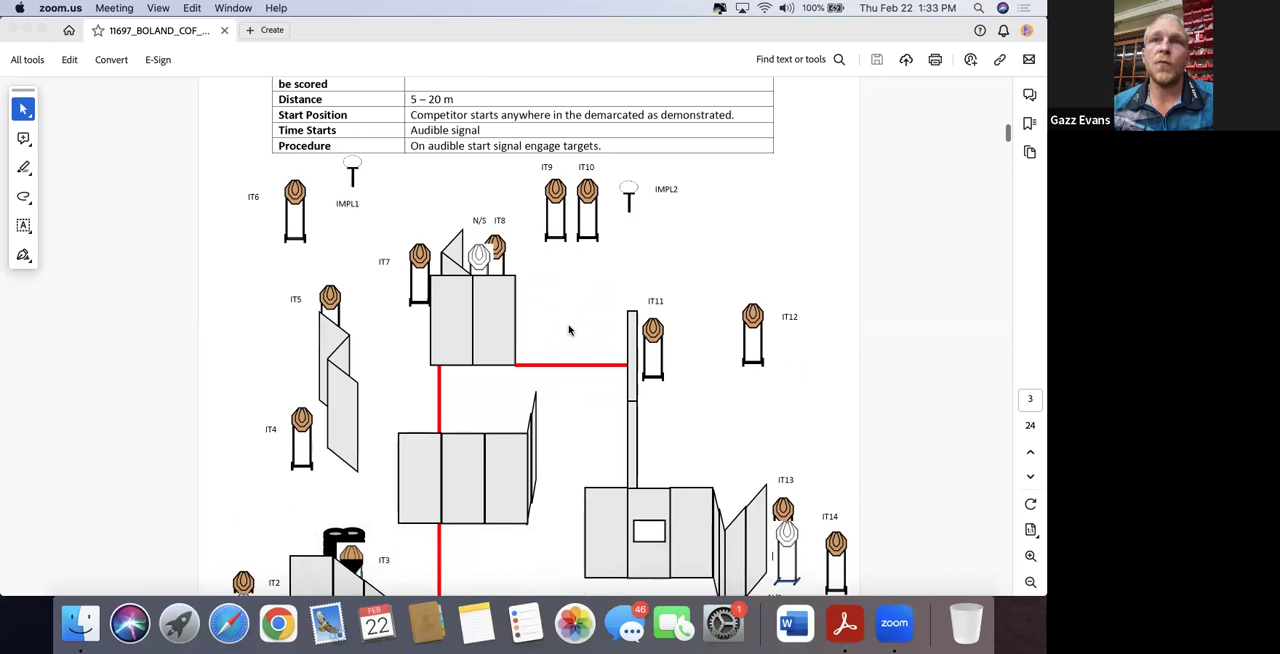 zoom.us Meeting View Edit Window Help 100% Thu Feb 22 1:33 PM
11697_BOLAND_COF_... Create
All tools Edit Convert E-Sign Find text or tools
be scored
Distance 5 – 20 m
Start Position Competitor starts anywhere in the demarcated as demonstrated.
Time Starts Audible signal
Procedure On audible start signal engage targets.
Gazz Evans
IT9 IT10
IT6 IMPL1 IMPL2
N/S IT8
IT7
IT5 IT11
IT12
3
24
IT4
IT13
IT14
IT3
IT2
FEB
22
46
1
zoom